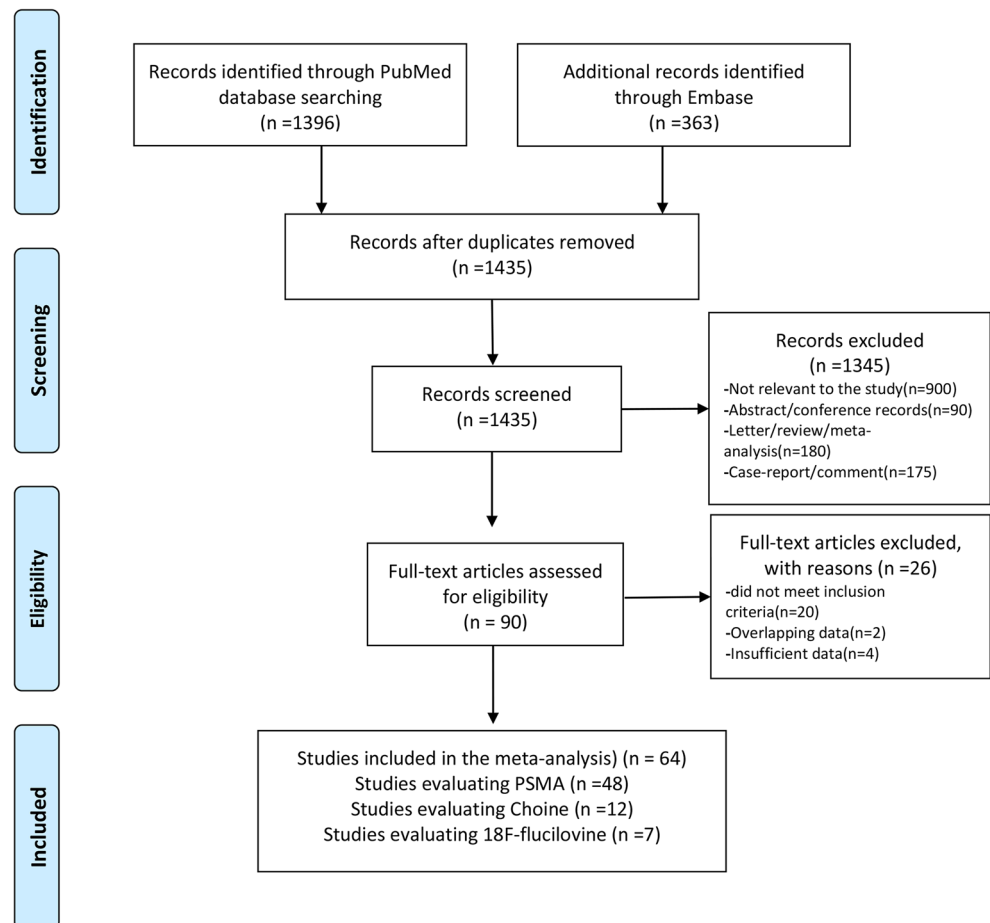 Identification
Records identified through PubMed
database searching
(n =1396)
Additional records identified
through Embase
(n =363)
Records after duplicates removed
(n =1435)
Screening
Records screened
(n =1435)
Records excluded
(n =1345)
-Not relevant to the study(n=900)
-Abstract/conference records(n=90)
-Letter/review/meta-
analysis(n=180)
-Case-report/comment(n=175)
Eligibility
Full-text articles assessed
for eligibility
(n = 90)
Full-text articles excluded,
with reasons (n =26)
-did not meet inclusion
criteria(n=20)
-Overlapping data(n=2)
-Insufficient data(n=4)
Included
Studies included in the meta-analysis) (n = 64)
Studies evaluating PSMA (n =48)
Studies evaluating Choine (n =12)
Studies evaluating 18F-flucilovine (n =7)